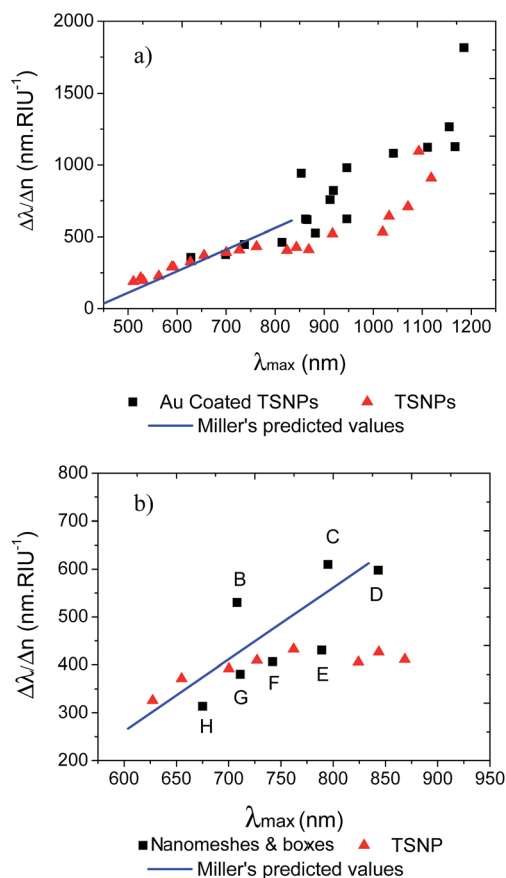 2000
a)
1500
1000
500
0
Δλ/Δn (nm.RIU⁻¹)
500 600 700 800 900 1000 1100 1200
λmax (nm)
Au Coated TSNPs TSNPs
Miller's predicted values
800
b)
700
C
600
B
D
500
400
E
F
G
300
H
200
Δλ/Δn (nm.RIU⁻¹)
600 650 700 750 800 850 900 950
λmax (nm)
Nanomeshes & boxes TSNP
Miller's predicted values